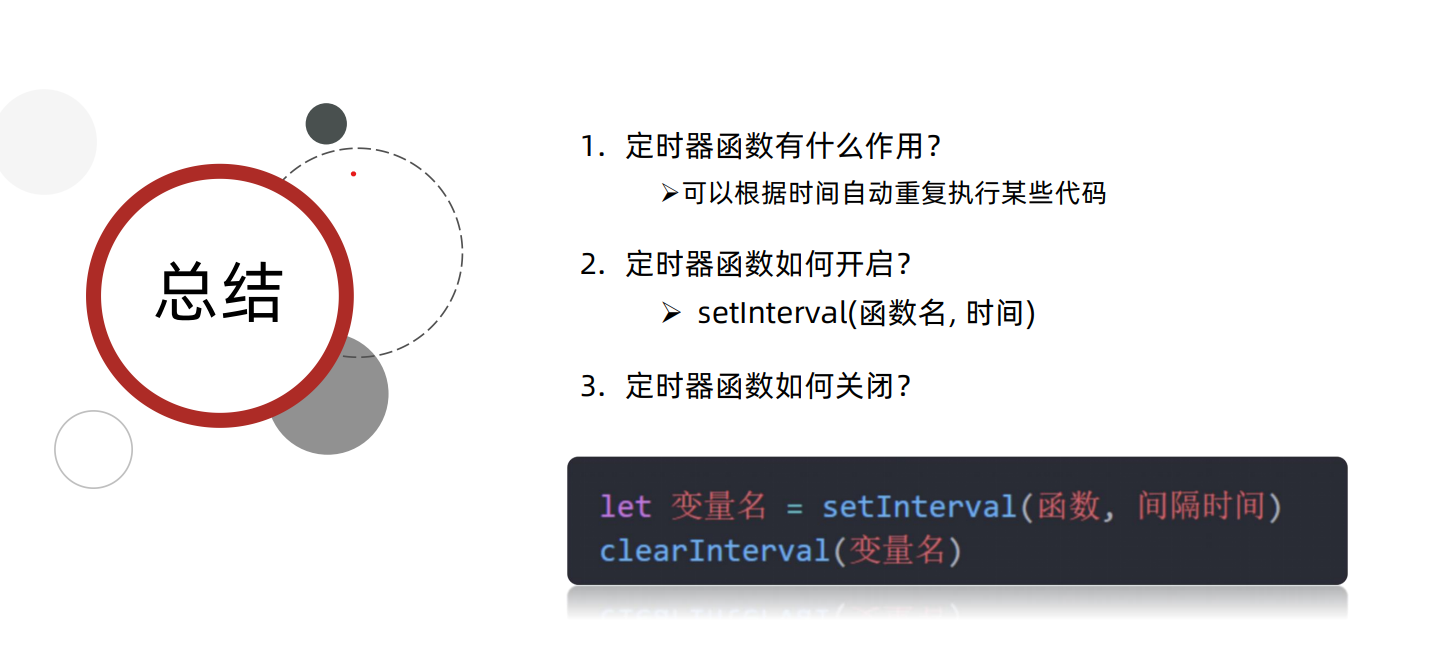 总结
1. 定时器函数有什么作用？
➢可以根据时间自动重复执行某些代码
2. 定时器函数如何开启？
➢ setInterval(函数名, 时间)
3. 定时器函数如何关闭？
let 变量名 = setInterval(函数, 间隔时间)
clearInterval(变量名)